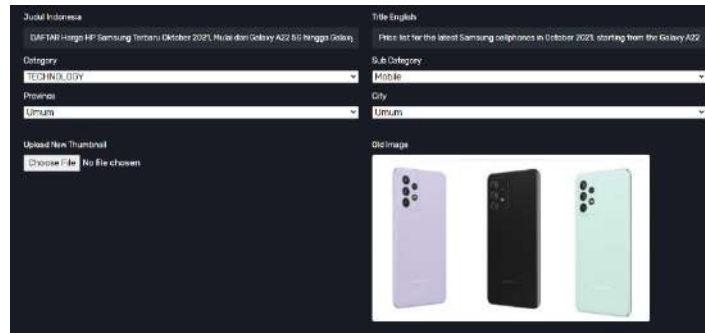 Judul Indonesia
Title English
DAFTAR Harga HP Samsung Terbaru Oktober 2021, Mulai dari Galaxy A22 5G hingga Galaxy
Price list for the latest Samsung cellphones in October 2021, starting from the Galaxy A22
Category
Sub Category
TECHNOLOGY
Mobile
Province
City
Umum
Umum
Upload New Thumbnail
Old Image
Choose File No file chosen